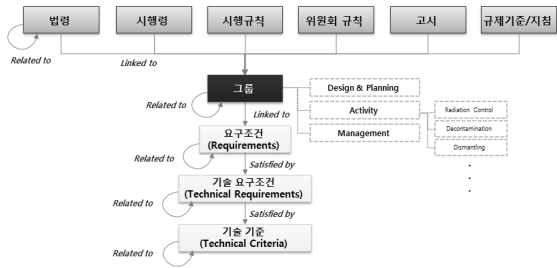 법령
시행령
시행규칙
위원회 규칙
고시
규제기준/지침
Related to
Linked to
그룹
Design & Planning
Related to
Activity
Radiation Control
Linked to
Decontamination
Management
요구조건
(Requirements)
Dismantling
Related to
Satisfied by
기술 요구조건
(Technical Requirements)
Related to
Satisfied by
기술 기준
(Technical Criteria)
Related to